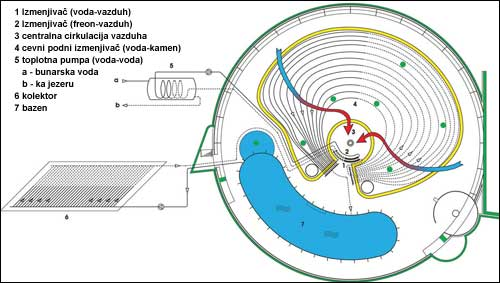 1 Izmenjivač (voda-vazduh)
2 Izmenjivač (freon-vazduh)
3 centralna cirkulacija vazduha
4 cevni podni izmenjivač (voda-kamen)
5 toplotna pumpa (voda-voda)
a - bunarska voda
b - ka jezeru
6 kolektor
7 bazen
5
a
b
4
3
2
1
7
6